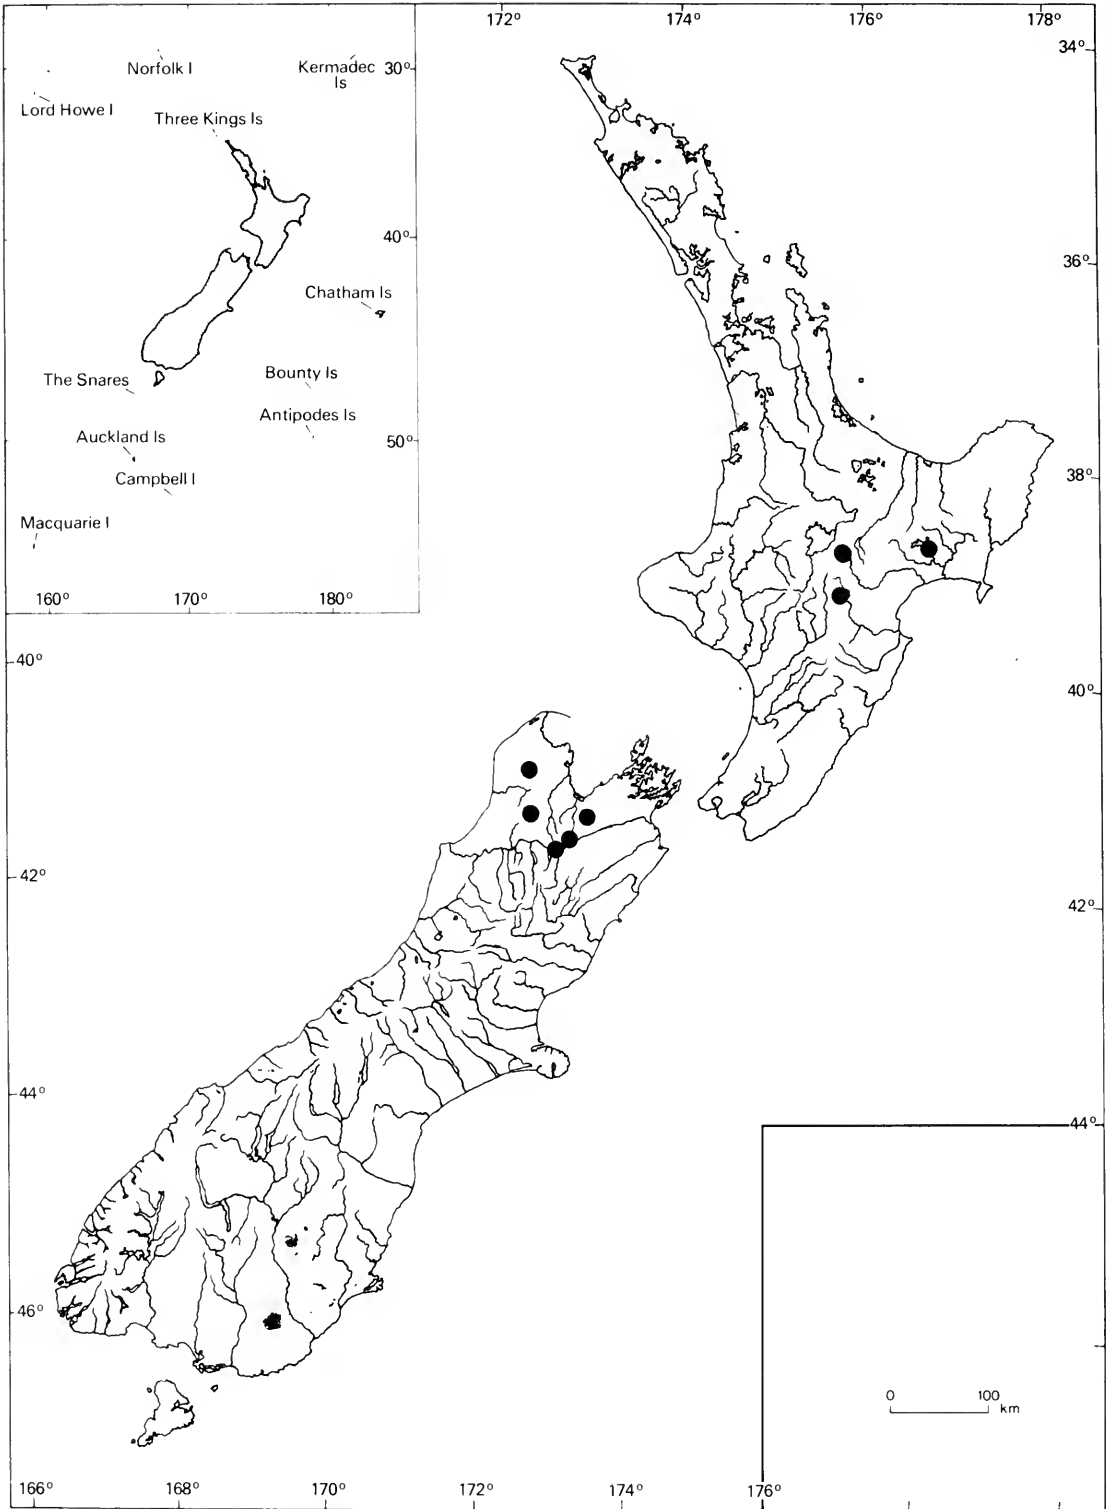 172° 174° 176° 178°
34°
Norfolk I
Kermadec Is
30°
Lord Howe I
Three Kings Is
40°
36°
Chatham Is
The Snares
Bounty Is
Antipodes Is
Auckland Is
50°
Campbell I
38°
Macquarie I
160° 170° 180°
40°
40°
42°
42°
44°
44°
46°
0 100
km
166° 168° 170° 172° 174° 176°